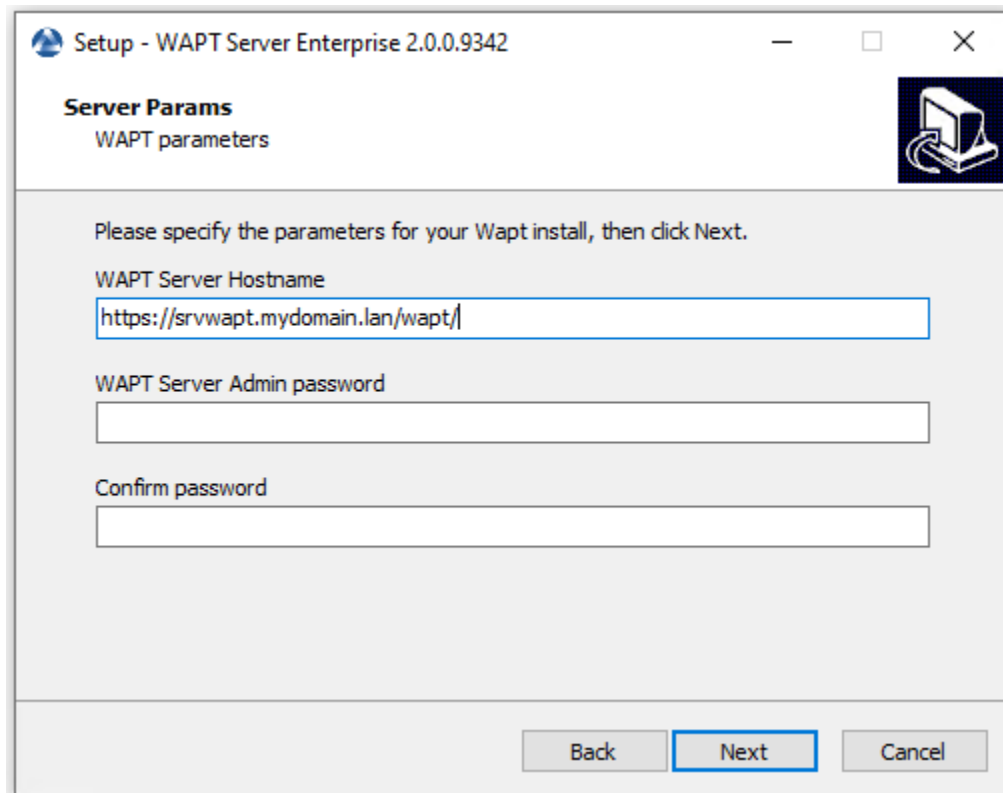 Setup - WAPT Server Enterprise 2.0.0.9342
Server Params
WAPT parameters
Please specify the parameters for your Wapt install, then click Next.
WAPT Server Hostname
https://srvwapt.mydomain.lan/wapt/
WAPT Server Admin password
Confirm password
Back Next Cancel